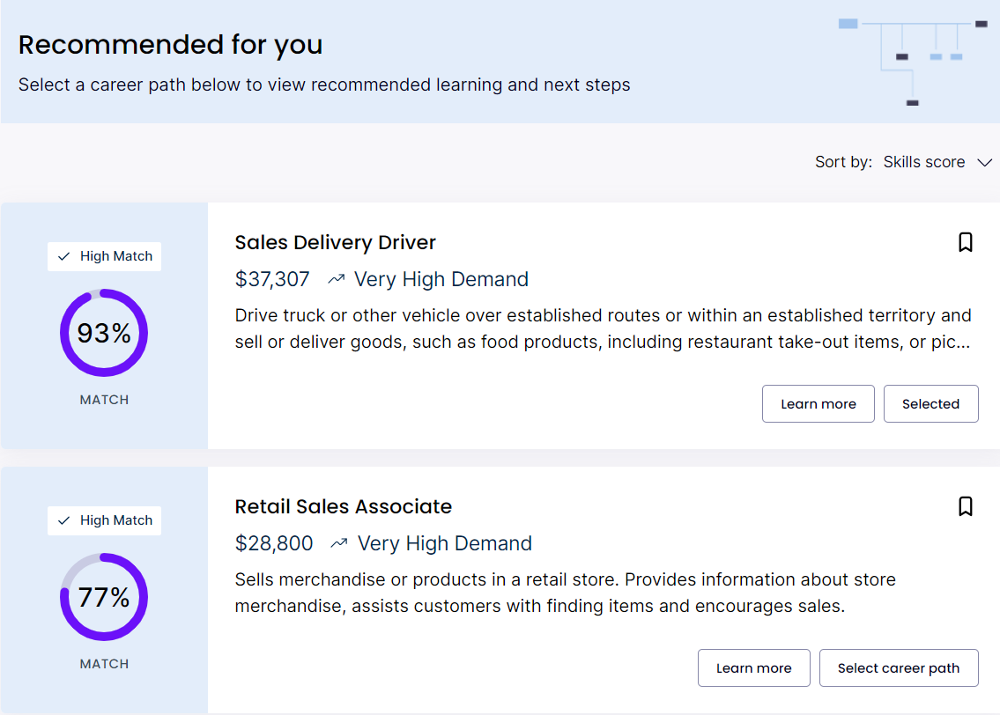 Recommended for you
Select a career path below to view recommended learning and next steps
Sort by: Skills score
High Match
93%
MATCH
Sales Delivery Driver
$37,307 Very High Demand
Drive truck or other vehicle over established routes or within an established territory and
sell or deliver goods, such as food products, including restaurant take-out items, or pic...
Learn more Selected
High Match
77%
MATCH
Retail Sales Associate
$28,800 Very High Demand
Sells merchandise or products in a retail store. Provides information about store
merchandise, assists customers with finding items and encourages sales.
Learn more Select career path